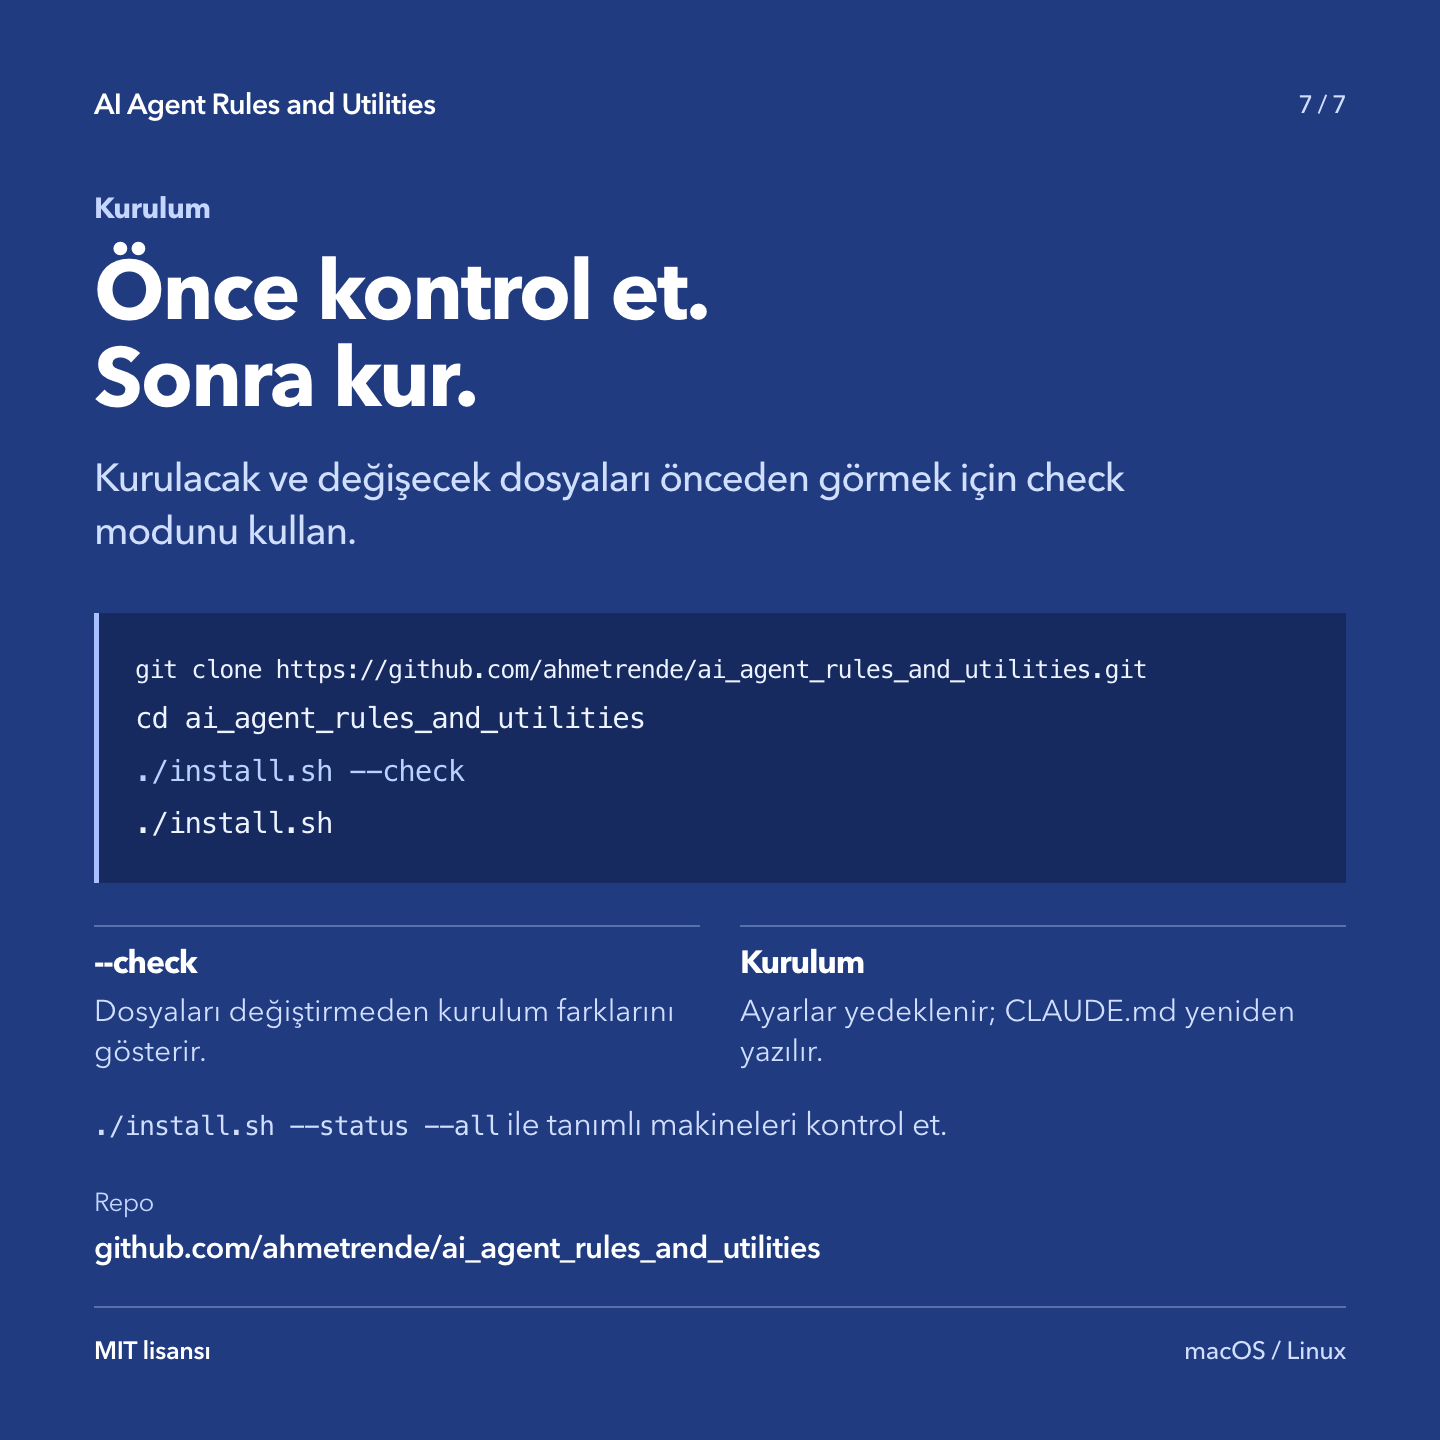 AI Agent Rules and Utilities
7 / 7
Kurulum
Önce kontrol et.
Sonra kur.
Kurulacak ve değişecek dosyaları önceden görmek için check
modunu kullan.
git clone https://github.com/ahmetrende/ai_agent_rules_and_utilities.git
cd ai_agent_rules_and_utilities
./install.sh --check
./install.sh
--check
Dosyaları değiştirmeden kurulum farklarını
gösterir.
Kurulum
Ayarlar yedeklenir; CLAUDE.md yeniden
yazılır.
./install.sh --status --all ile tanımlı makineleri kontrol et.
Repo
github.com/ahmetrende/ai_agent_rules_and_utilities
MIT lisansı
macOS / Linux